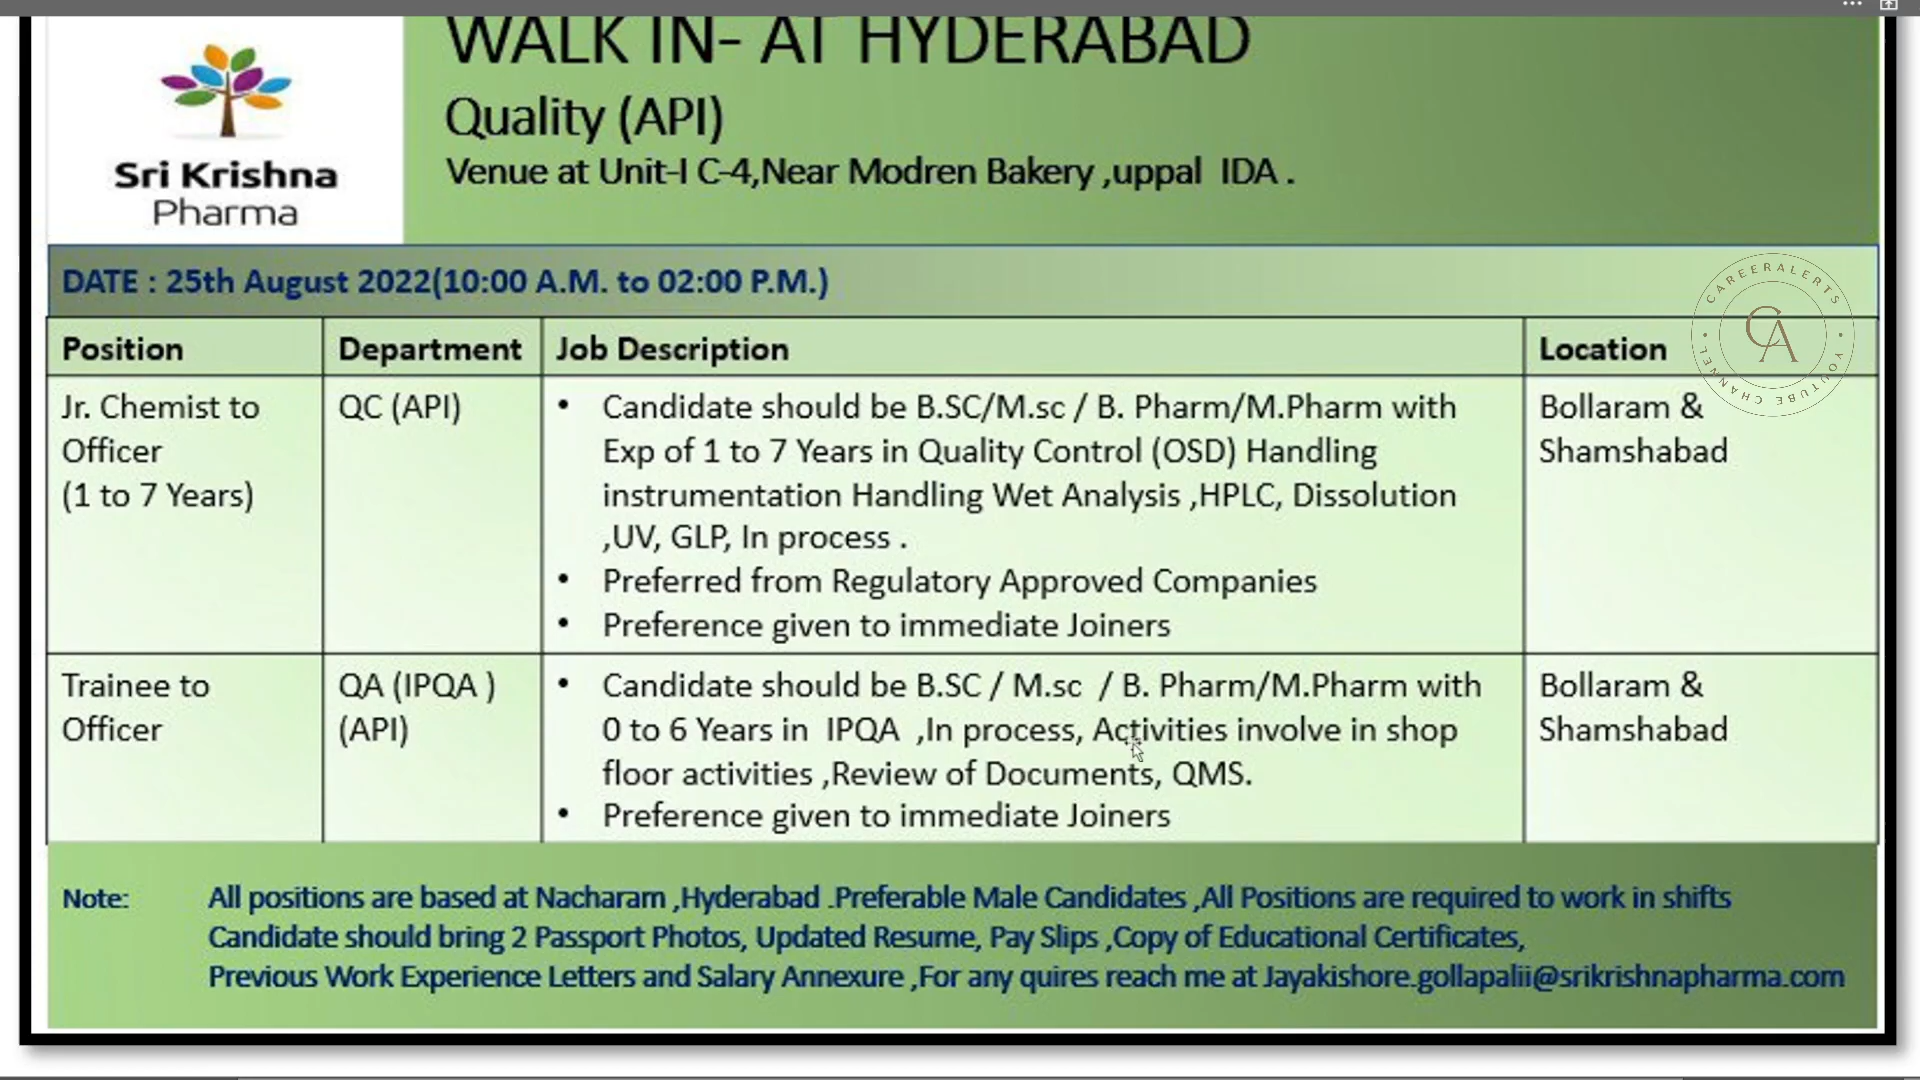 WALK IN- AT HYDERABAD
Sri Krishna
Pharma
Quality (API)
Venue at Unit-I C-4,Near Modren Bakery ,uppal IDA .
DATE : 25th August 2022(10:00 A.M. to 02:00 P.M.)
CAREERALERTS
CA
YOUTUBE CHANNEL
Position Department Job Description Location
Jr. Chemist to
Officer
(1 to 7 Years)
QC (API)
• Candidate should be B.SC/M.sc / B. Pharm/M.Pharm with
Exp of 1 to 7 Years in Quality Control (OSD) Handling
instrumentation Handling Wet Analysis ,HPLC, Dissolution
,UV, GLP, In process .
• Preferred from Regulatory Approved Companies
• Preference given to immediate Joiners
Bollaram &
Shamshabad
Trainee to
Officer
QA (IPQA )
(API)
• Candidate should be B.SC / M.sc / B. Pharm/M.Pharm with
0 to 6 Years in IPQA ,In process, Activities involve in shop
floor activities ,Review of Documents, QMS.
• Preference given to immediate Joiners
Bollaram &
Shamshabad
Note: All positions are based at Nacharam ,Hyderabad .Preferable Male Candidates ,All Positions are required to work in shifts
Candidate should bring 2 Passport Photos, Updated Resume, Pay Slips ,Copy of Educational Certificates,
Previous Work Experience Letters and Salary Annexure ,For any quires reach me at Jayakishore.gollapalii@srikrishnapharma.com